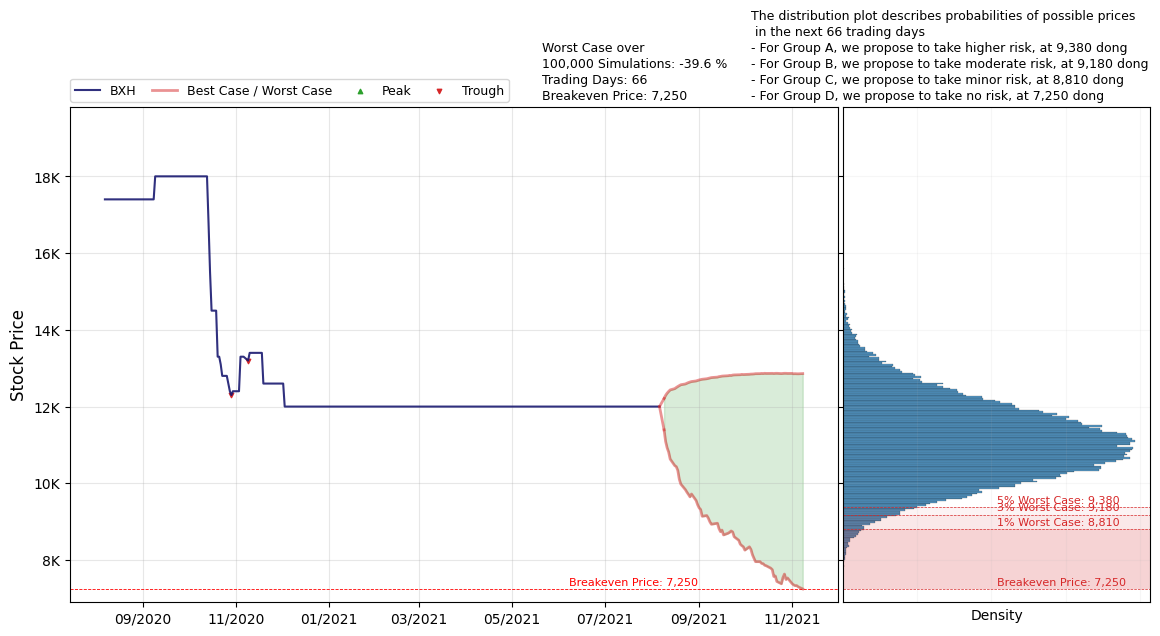 The distribution plot describes probabilities of possible prices
in the next 66 trading days
- For Group A, we propose to take higher risk, at 9,380 dong
- For Group B, we propose to take moderate risk, at 9,180 dong
- For Group C, we propose to take minor risk, at 8,810 dong
- For Group D, we propose to take no risk, at 7,250 dong
Worst Case over
100,000 Simulations: -39.6 %
Trading Days: 66
Breakeven Price: 7,250
BXH
Best Case / Worst Case
Peak
Trough
Stock Price
18K
16K
14K
12K
10K
8K
Breakeven Price: 7,250
09/2020
11/2020
01/2021
03/2021
05/2021
07/2021
09/2021
11/2021
5% Worst Case: 9,380
3% Worst Case: 9,180
1% Worst Case: 8,810
Breakeven Price: 7,250
Density